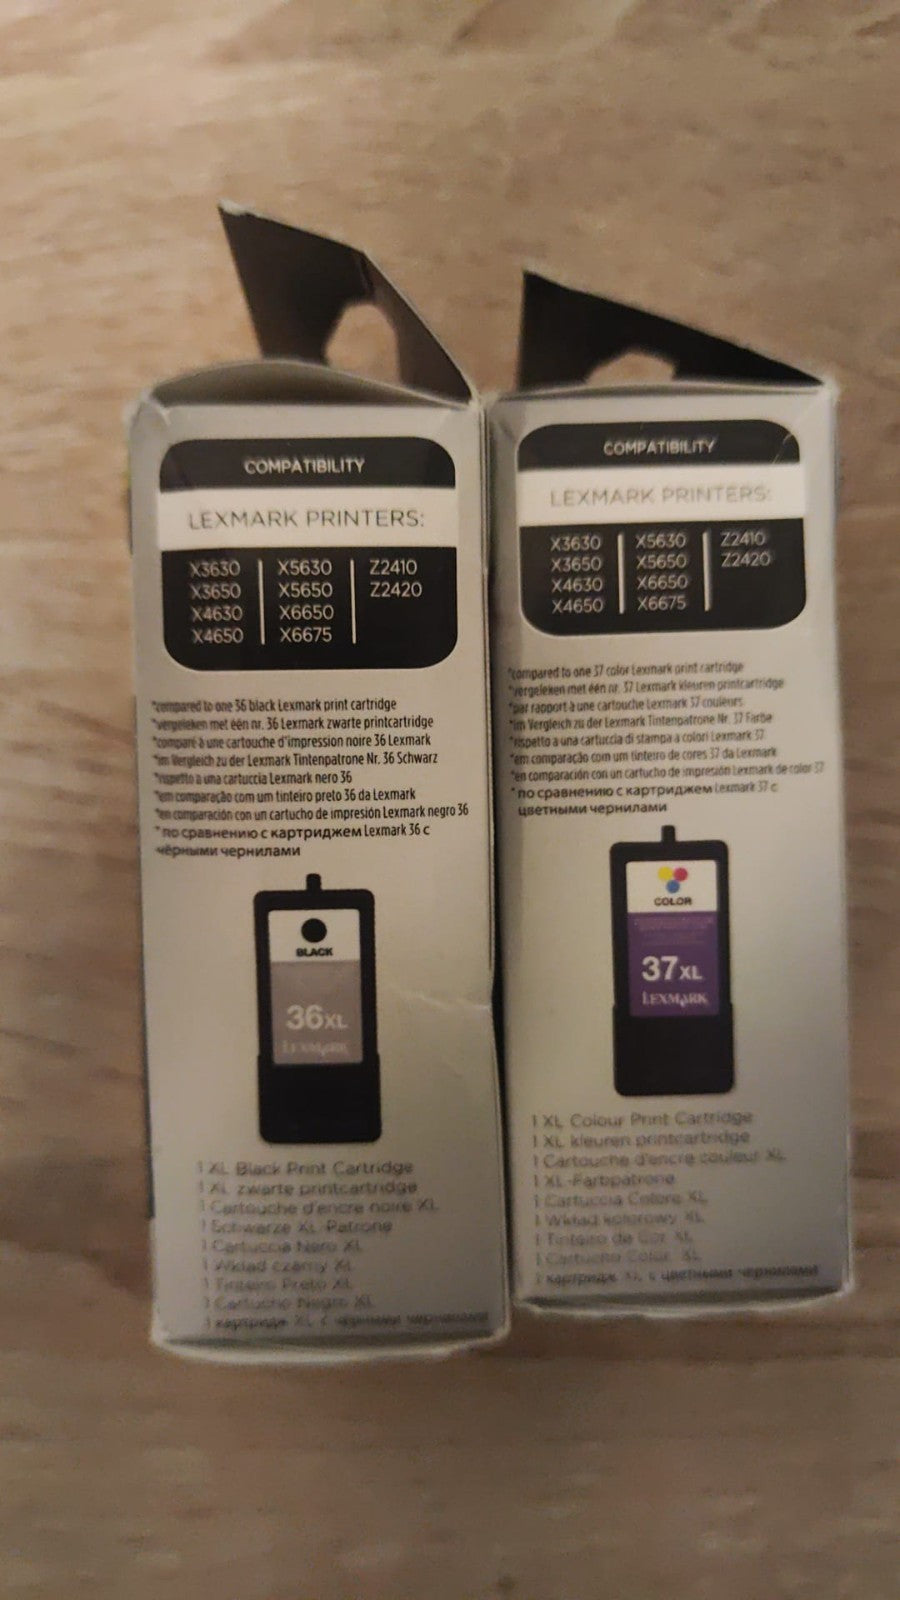 COMPATIBILITY
LEXMARK PRINTERS:
X3630 X5630 Z2410
X3650 X5650 Z2420
X4630 X6650
X4650 X6675
*compared to one 36 black Lexmark print cartridge
*vergeleken met één nr. 36 Lexmark zwarte printcartridge
*comparé à une cartouche d'impression noire 36 Lexmark
*im Vergleich zu der Lexmark Tintenpatrone Nr. 36 Schwarz
*rispetto a una cartuccia Lexmark nero 36
*em comparação com um tinteiro preto 36 da Lexmark
*en comparación con un cartucho de impresión Lexmark negro 36
*по сравнению с картриджем Lexmark 36 с
чёрными чернилами
BLACK
36XL
LEXMARK
1 XL Black Print Cartridge
1 XL zwarte printcartridge
1 Cartouche d'encre noire XL
1 Schwarze XL-Patrone
1 Cartuccia Nero XL
1 Wkład czarny XL
1 Tinteiro Preto XL
1 Cartucho Negro XL
1 картридж XL с чёрными чернилами
COMPATIBILITY
LEXMARK PRINTERS:
X3630 X5630 Z2410
X3650 X5650 Z2420
X4630 X6650
X4650 X6675
*compared to one 37 color Lexmark print cartridge
*vergeleken met één nr. 37 Lexmark kleuren printcartridge
*par rapport à une cartouche Lexmark 37 couleurs
*im Vergleich zu der Lexmark Tintenpatrone Nr. 37 Farbe
*rispetto a una cartuccia di stampa a colori Lexmark 37
*em comparação com um tinteiro de cores 37 da Lexmark
*en comparación con un cartucho de impresión Lexmark de color 37
*по сравнению с картриджем Lexmark 37 с
цветными чернилами
COLOR
37XL
LEXMARK
1 XL Colour Print Cartridge
1 XL kleuren printcartridge
1 Cartouche d'encre couleur XL
1 XL-Farbpatrone
1 Cartuccia Colore XL
1 Wkład kolorowy XL
1 Tinteiro de Cor XL
1 Cartucho Color XL
1 картридж XL с цветными чернилами